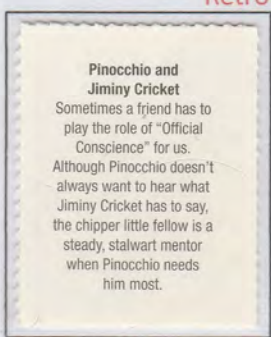 Retro
Pinocchio and
Jiminy Cricket
Sometimes a friend has to
play the role of “Official
Conscience” for us.
Although Pinocchio doesn’t
always want to hear what
Jiminy Cricket has to say,
the chipper little fellow is a
steady, stalwart mentor
when Pinocchio needs
him most.